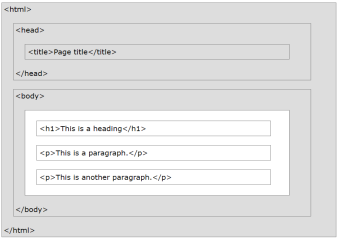 <html>
<head>
<title>Page title</title>
</head>
<body>
<h1>This is a heading</h1>
<p>This is a paragraph.</p>
<p>This is another paragraph.</p>
</body>
</html>